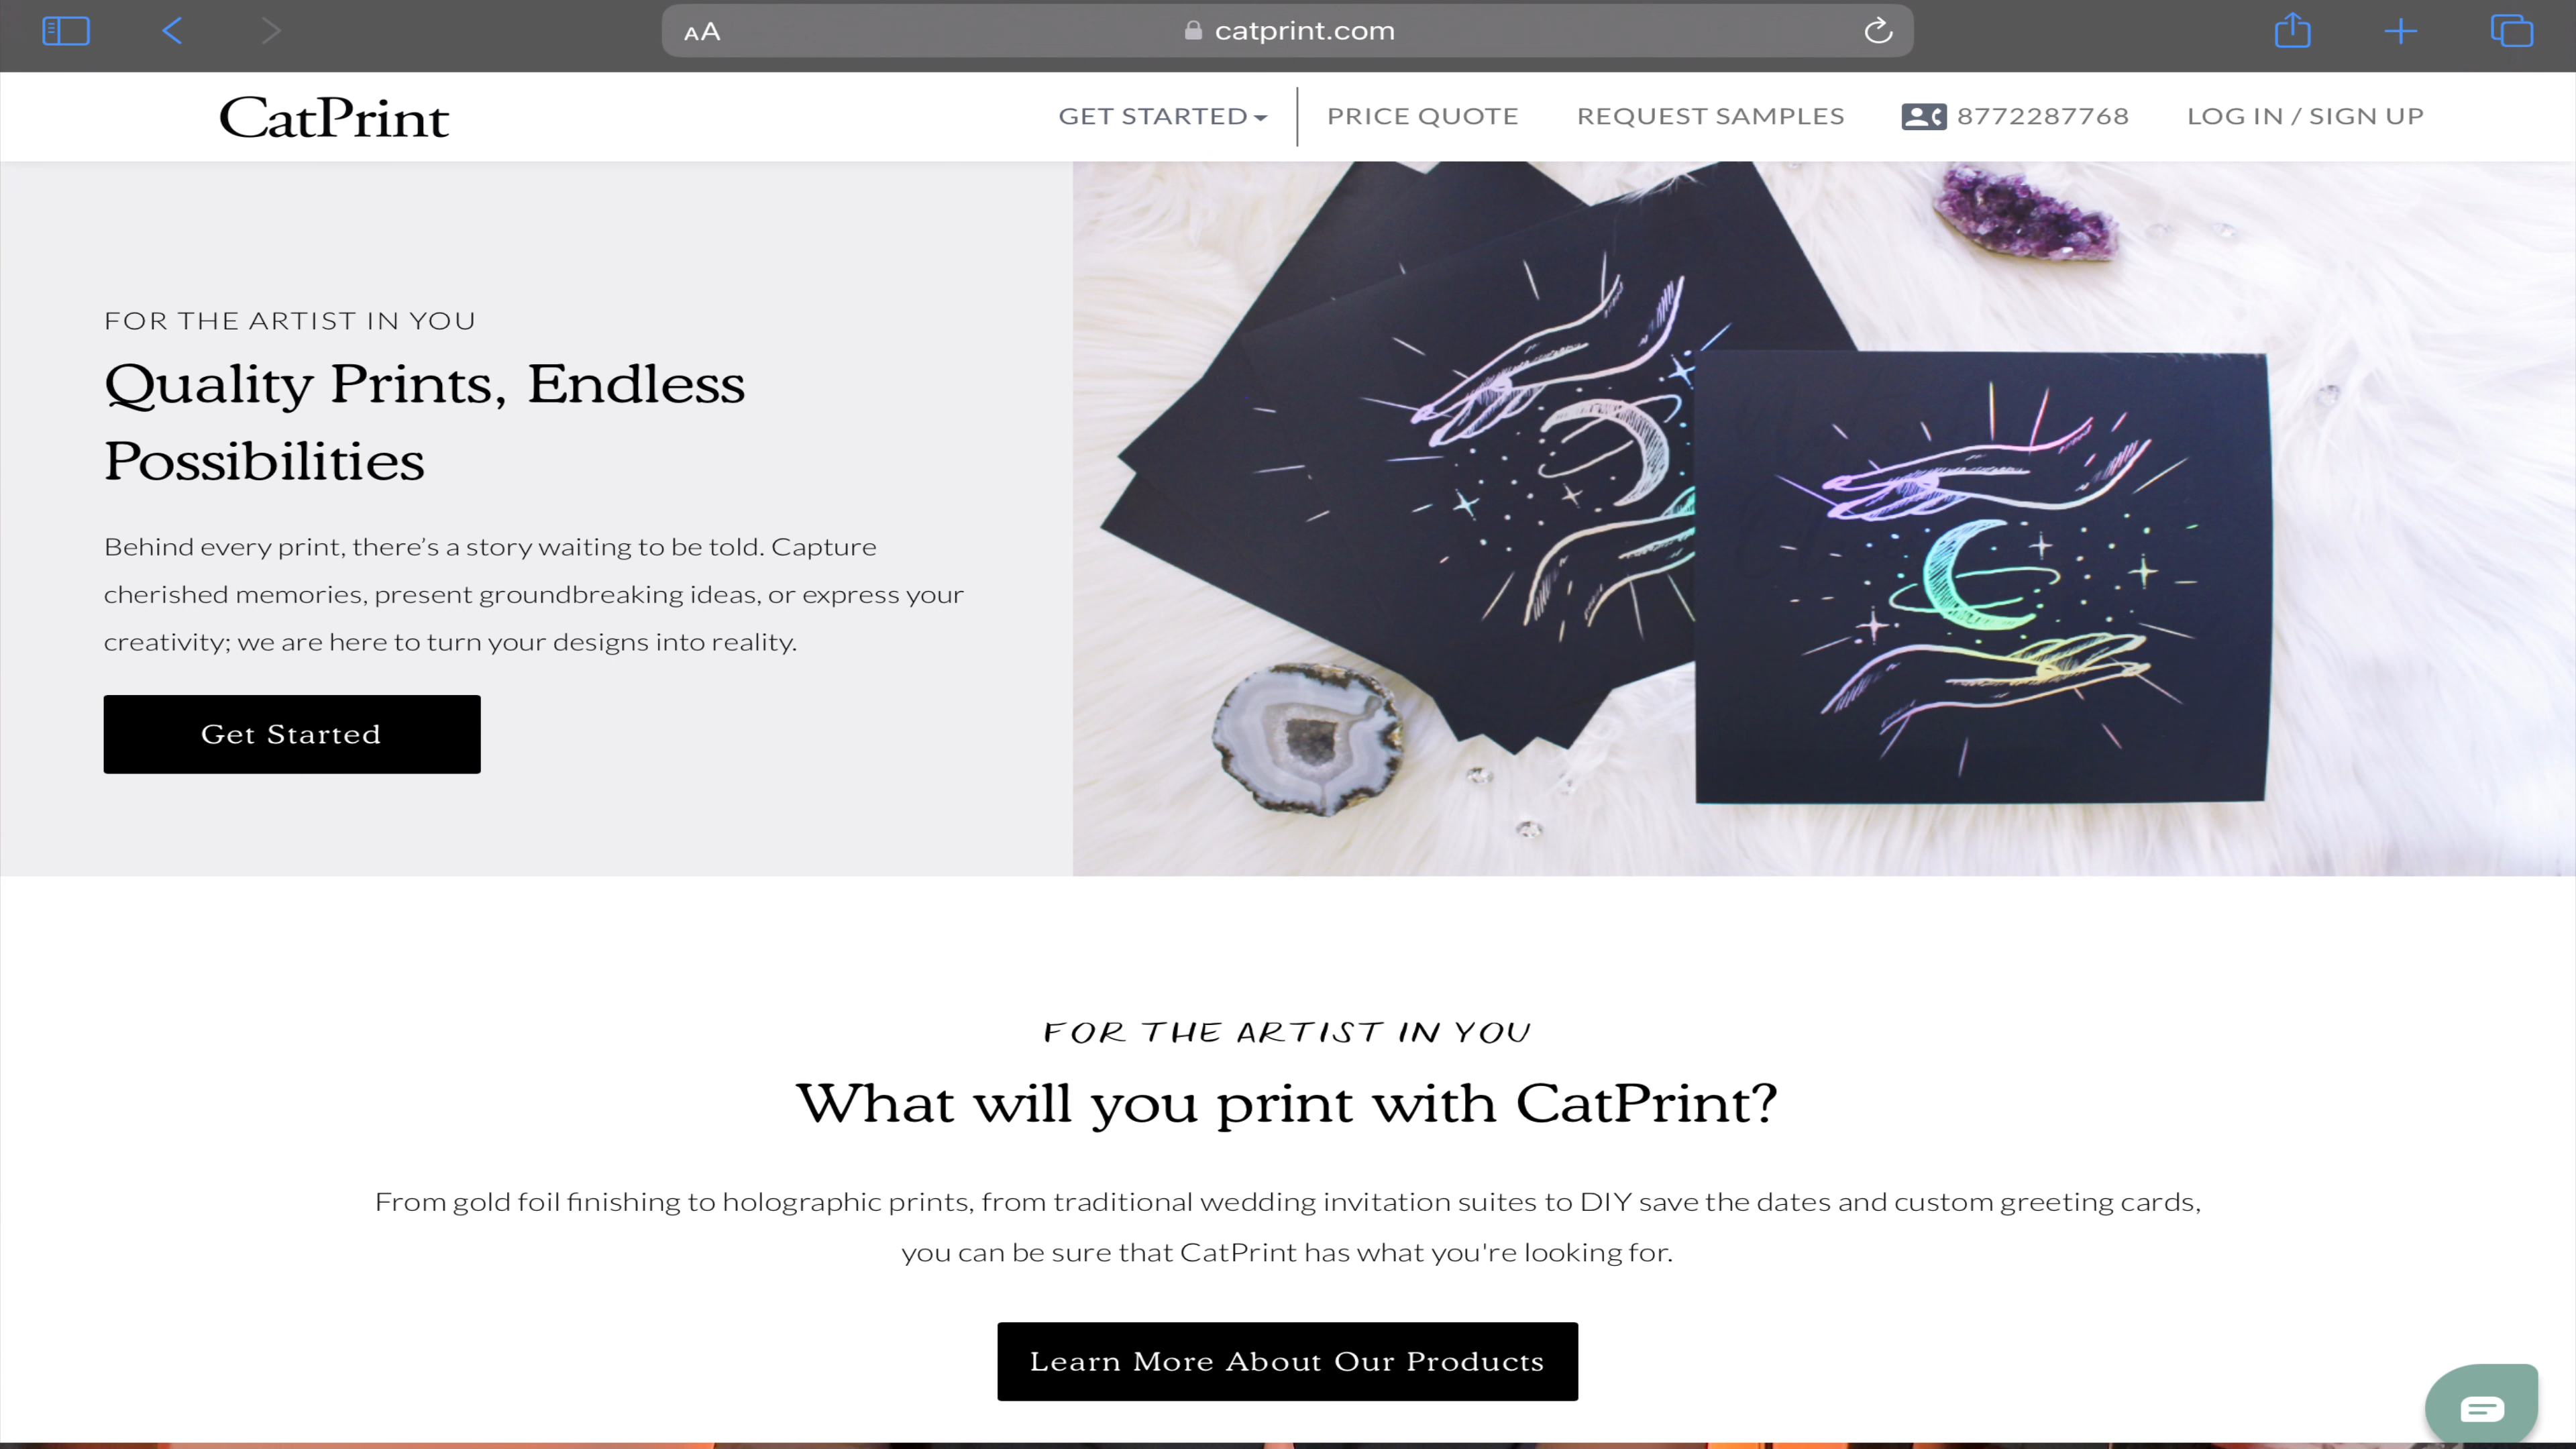 AA
catprint.com
CatPrint
GET STARTED
PRICE QUOTE
REQUEST SAMPLES
8772287768
LOG IN / SIGN UP
FOR THE ARTIST IN YOU
Quality Prints, Endless
Possibilities
Behind every print, there’s a story waiting to be told. Capture
cherished memories, present groundbreaking ideas, or express your
creativity; we are here to turn your designs into reality.
Get Started
FOR THE ARTIST IN YOU
What will you print with CatPrint?
From gold foil finishing to holographic prints, from traditional wedding invitation suites to DIY save the dates and custom greeting cards,
you can be sure that CatPrint has what you're looking for.
Learn More About Our Products